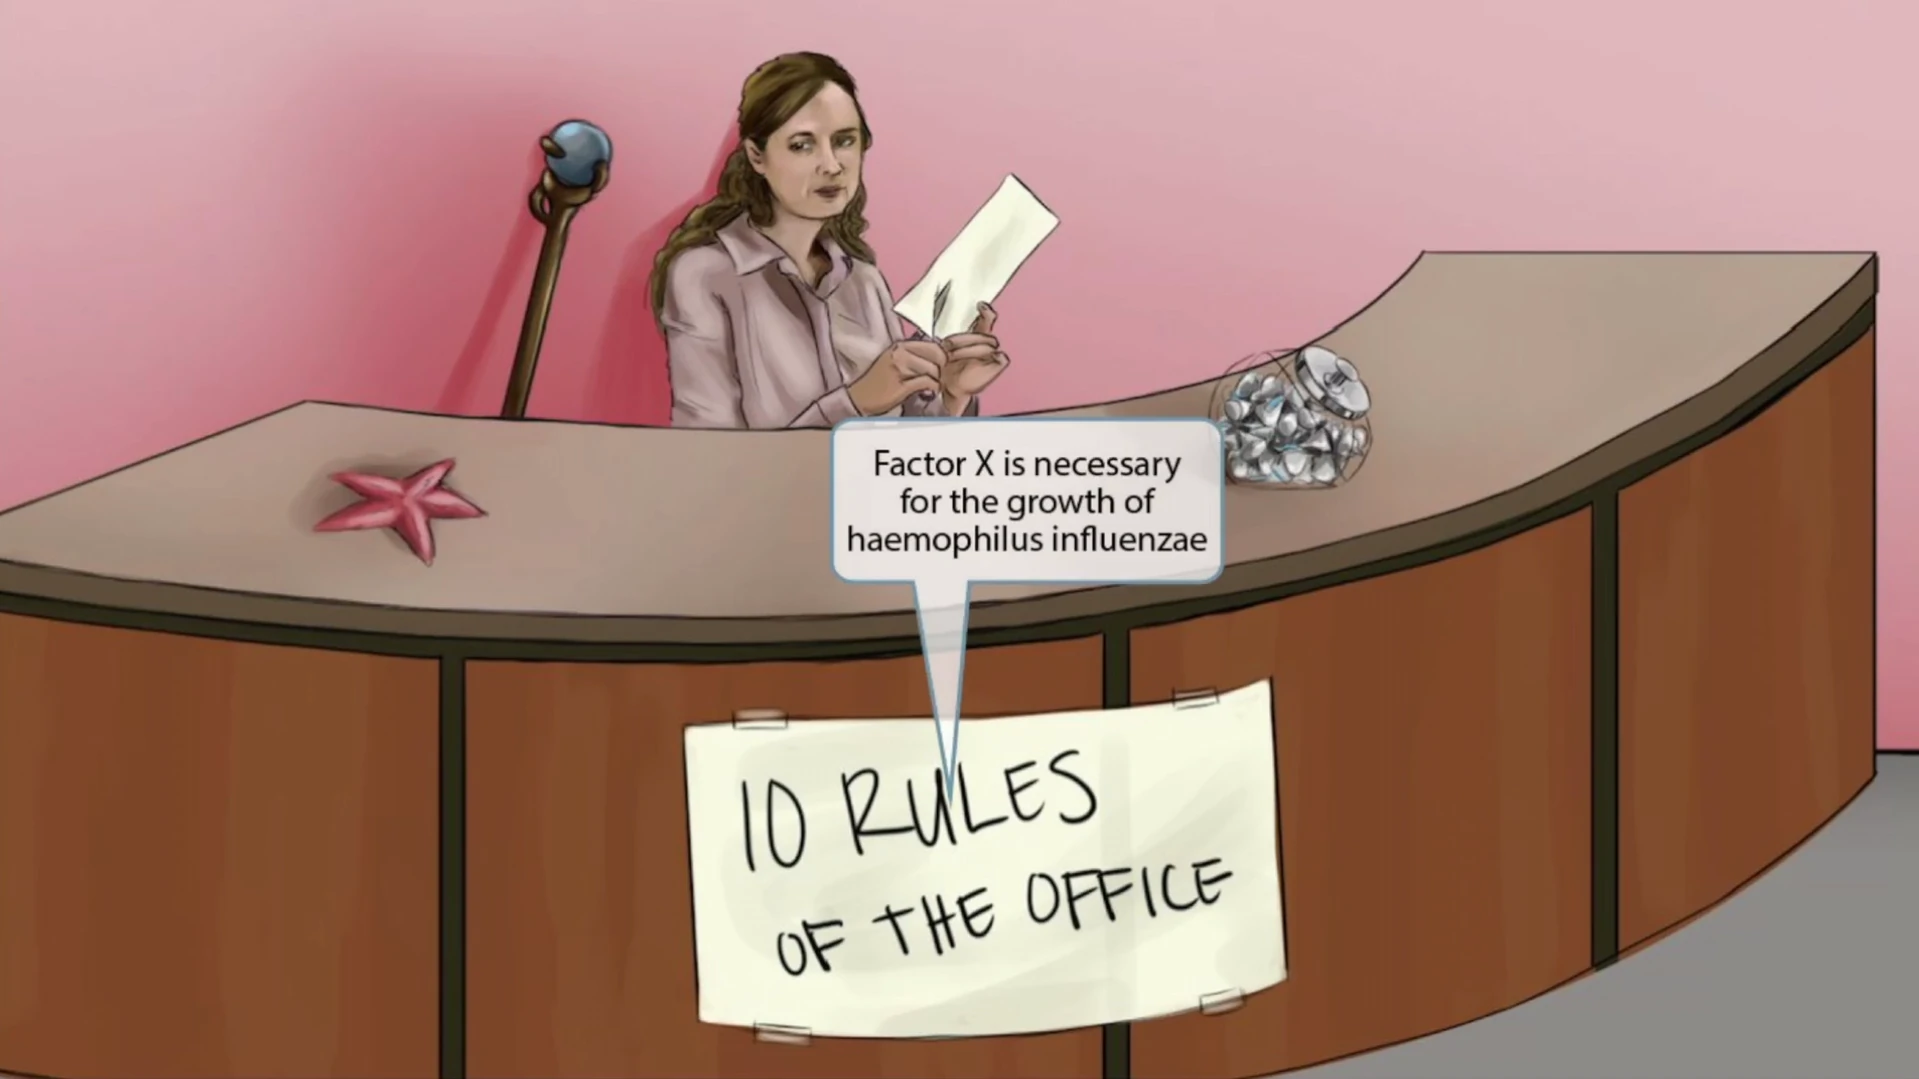 Factor X is necessary
for the growth of
haemophilus influenzae
10 RULES
OF THE OFFICE